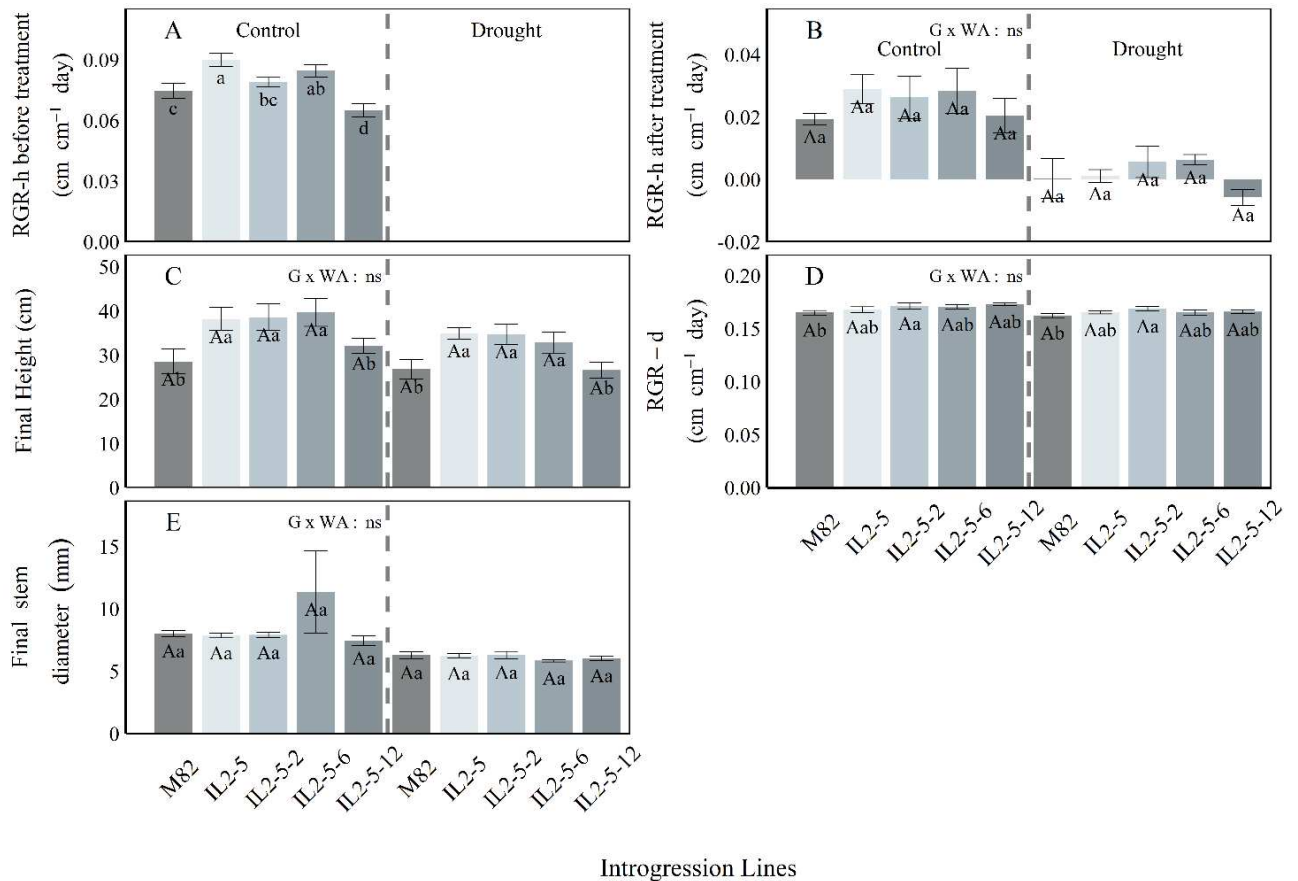 A
Control
Drought
RGR-h before treatment
(cm cm⁻¹ day)
0.09
0.06
0.03
0.00
c
a
bc
ab
d
B
G x WA : ns
Control
Drought
RGR-h after treatment
(cm cm⁻¹ day)
0.04
0.02
0.00
-0.02
Aa
Aa
Aa
Aa
Aa
Aa
Aa
Aa
Aa
Aa
C
G x WA : ns
Final Height (cm)
50
40
30
20
10
0
Ab
Aa
Aa
Aa
Ab
Ab
Aa
Aa
Aa
Ab
D
G x WA : ns
RGR – d
(cm cm⁻¹ day)
0.20
0.15
0.10
0.05
0.00
Ab
Aab
Aa
Aab
Aab
Ab
Aab
Aa
Aab
Aab
M82
IL2-5
IL2-5-2
IL2-5-6
IL2-5-12
M82
IL2-5
IL2-5-2
IL2-5-6
IL2-5-12
E
G x WA : ns
Final stem
diameter (mm)
15
10
5
0
Aa
Aa
Aa
Aa
Aa
Aa
Aa
Aa
Aa
Aa
M82
IL2-5
IL2-5-2
IL2-5-6
IL2-5-12
M82
IL2-5
IL2-5-2
IL2-5-6
IL2-5-12
Introgression Lines